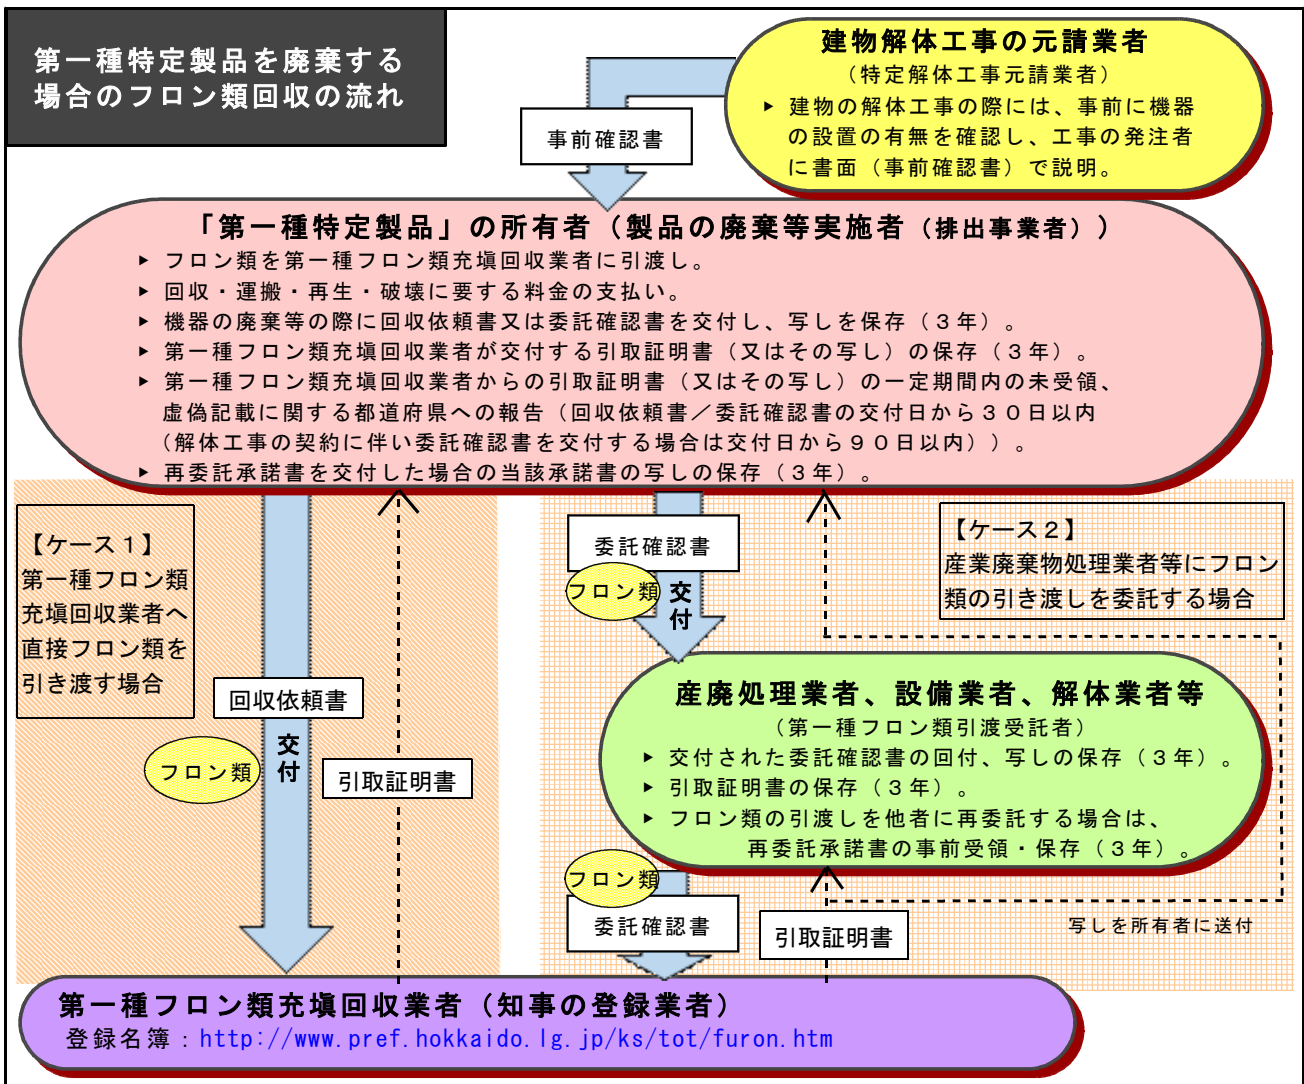 第一種特定製品を廃棄する
場合のフロン類回収の流れ
建物解体工事の元請業者
（特定解体工事元請業者）
▶ 建物の解体工事の際には、事前に機器
の設置の有無を確認し、工事の発注者
に書面（事前確認書）で説明。
事前確認書
「第一種特定製品」の所有者（製品の廃棄等実施者（排出事業者））
▶ フロン類を第一種フロン類充塡回収業者に引渡し。
▶ 回収・運搬・再生・破壊に要する料金の支払い。
▶ 機器の廃棄等の際に回収依頼書又は委託確認書を交付し、写しを保存（３年）。
▶ 第一種フロン類充塡回収業者が交付する引取証明書（又はその写し）の保存（３年）。
▶ 第一種フロン類充塡回収業者からの引取証明書（又はその写し）の一定期間内の未受領、
虚偽記載に関する都道府県への報告（回収依頼書／委託確認書の交付日から３０日以内
（解体工事の契約に伴い委託確認書を交付する場合は交付日から９０日以内））。
▶ 再委託承諾書を交付した場合の当該承諾書の写しの保存（３年）。
【ケース１】
第一種フロン類
充塡回収業者へ
直接フロン類を
引き渡す場合
回収依頼書
フロン類
交付
引取証明書
委託確認書
フロン類
交付
【ケース２】
産業廃棄物処理業者等にフロン
類の引き渡しを委託する場合
産廃処理業者、設備業者、解体業者等
（第一種フロン類引渡受託者）
▶ 交付された委託確認書の回付、写しの保存（３年）。
▶ 引取証明書の保存（３年）。
▶ フロン類の引渡しを他者に再委託する場合は、
再委託承諾書の事前受領・保存（３年）。
フロン類
委託確認書
引取証明書
写しを所有者に送付
第一種フロン類充塡回収業者（知事の登録業者）
登録名簿：http://www.pref.hokkaido.lg.jp/ks/tot/furon.htm